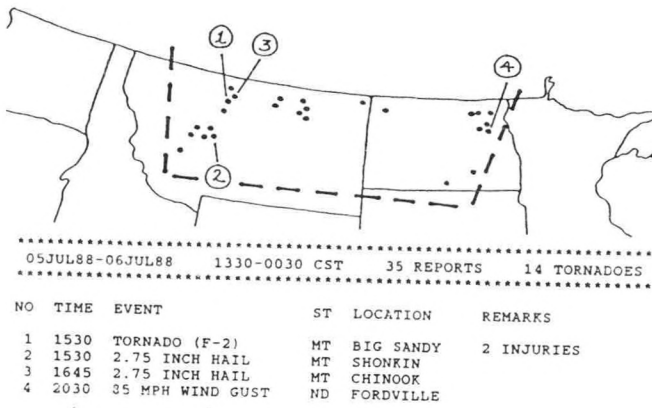 1
3
4
2
05JUL88-06JUL88 1330-0030 CST 35 REPORTS 14 TORNADOES
NO TIME EVENT ST LOCATION REMARKS
1 1530 TORNADO (F-2) MT BIG SANDY 2 INJURIES
2 1530 2.75 INCH HAIL MT SHONKIN
3 1645 2.75 INCH HAIL MT CHINOOK
4 2030 85 MPH WIND GUST ND FORDVILLE